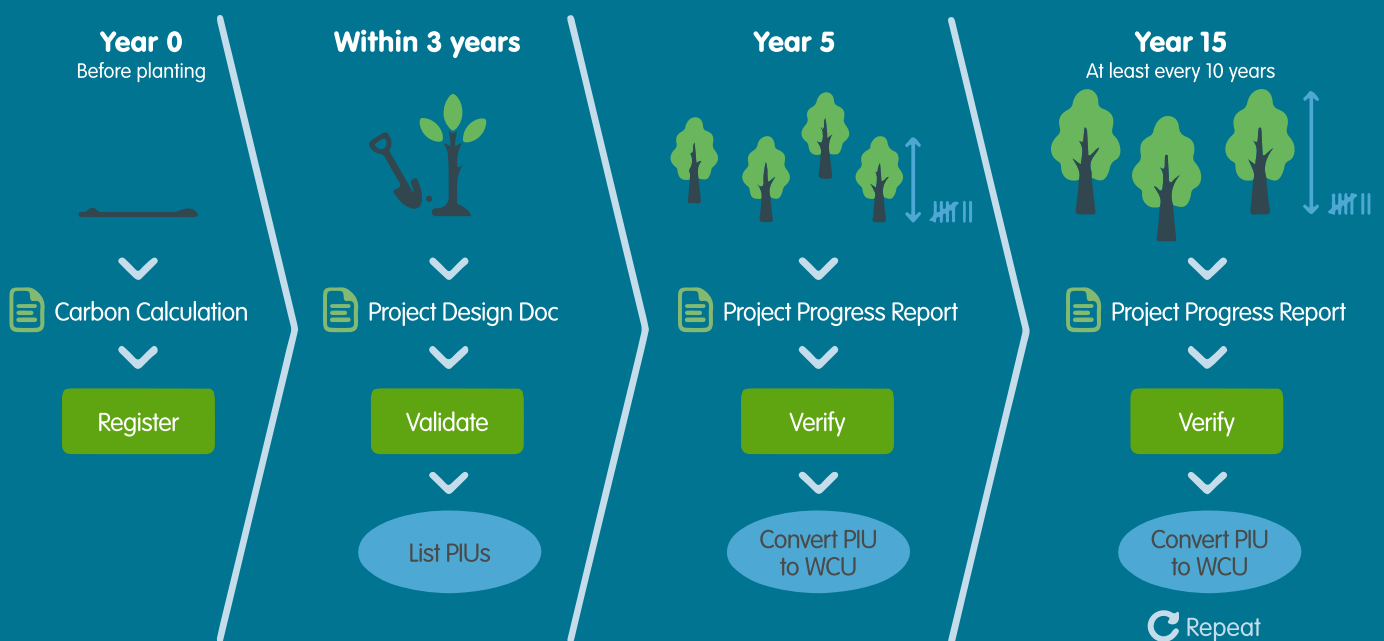 Year 0
Before planting
Carbon Calculation
Register
Within 3 years
Project Design Doc
Validate
List PIUs
Year 5
Project Progress Report
Verify
Convert PIU
to WCU
Year 15
At least every 10 years
Project Progress Report
Verify
Convert PIU
to WCU
Repeat